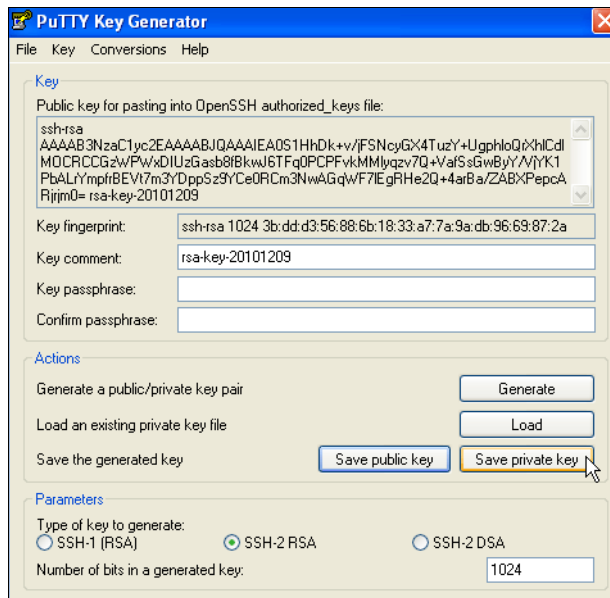 PuTTY Key Generator
File Key Conversions Help
Key
Public key for pasting into OpenSSH authorized_keys file:
ssh-rsa
AAAAB3NzaC1yc2EAAAABJQAAAIEA0S1HhDk+v/jFSNcyGX4TuzY+UgphloQrXhlCdl
MOCRCCGzWPWxDIUzGasb8fBkwJ6TFq0PCPFvkMMlyqzv7Q+VafSsGwByY/VjYK1
PbALrYmpfrBEVt7m3YDppSz9YCe0RCm3NwAGqWF7lEgRHe2Q+4arBa/ZABXPepcA
Rjrjm0= rsa-key-20101209
Key fingerprint: ssh-rsa 1024 3b:dd:d3:56:88:6b:18:33:a7:7a:9a:db:96:69:87:2a
Key comment: rsa-key-20101209
Key passphrase:
Confirm passphrase:
Actions
Generate a public/private key pair Generate
Load an existing private key file Load
Save the generated key Save public key Save private key
Parameters
Type of key to generate:
SSH-1 (RSA) SSH-2 RSA SSH-2 DSA
Number of bits in a generated key: 1024